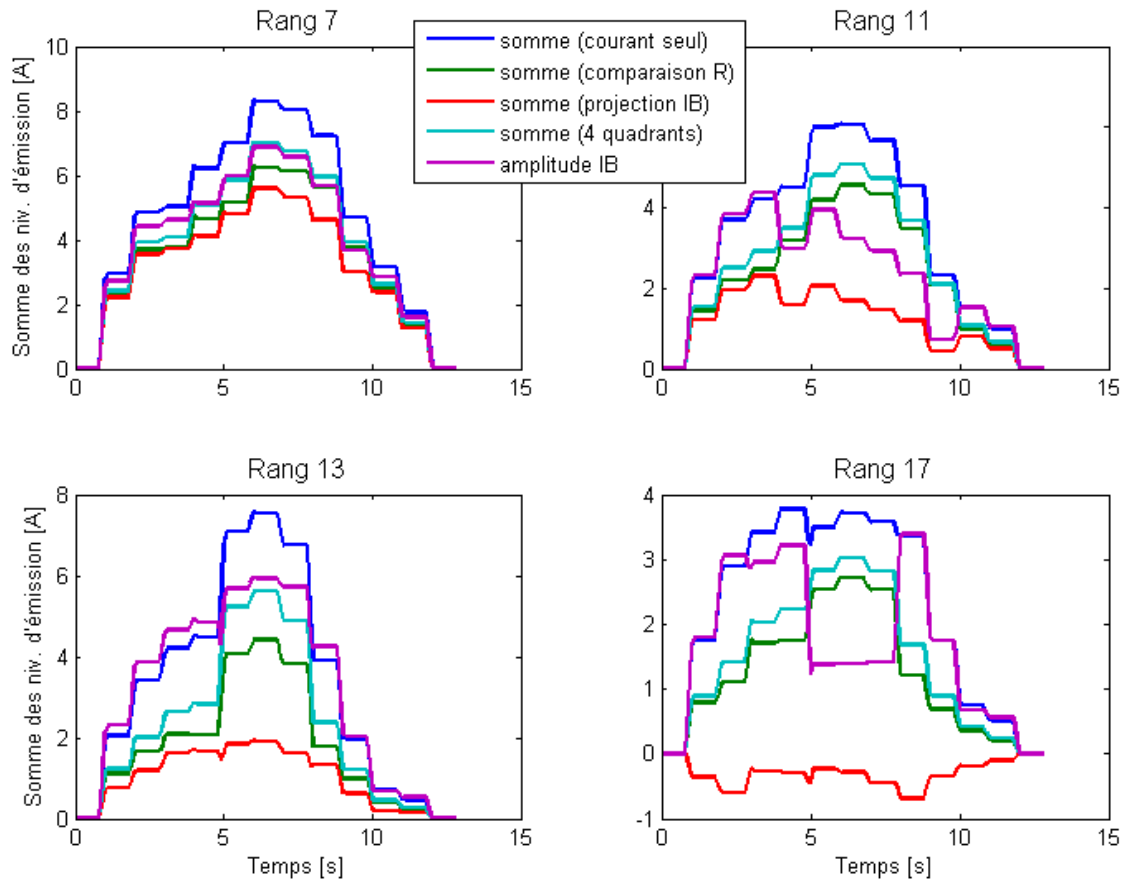 Rang 7
Rang 11
somme (courant seul)
somme (comparaison R)
somme (projection IB)
somme (4 quadrants)
amplitude IB
Somme des niv. d'émission [A]
10
8
6
4
2
0
0
5
10
15
4
2
0
0
5
10
15
Rang 13
Rang 17
Somme des niv. d'émission [A]
8
6
4
2
0
0
5
10
15
Temps [s]
4
3
2
1
0
-1
0
5
10
15
Temps [s]